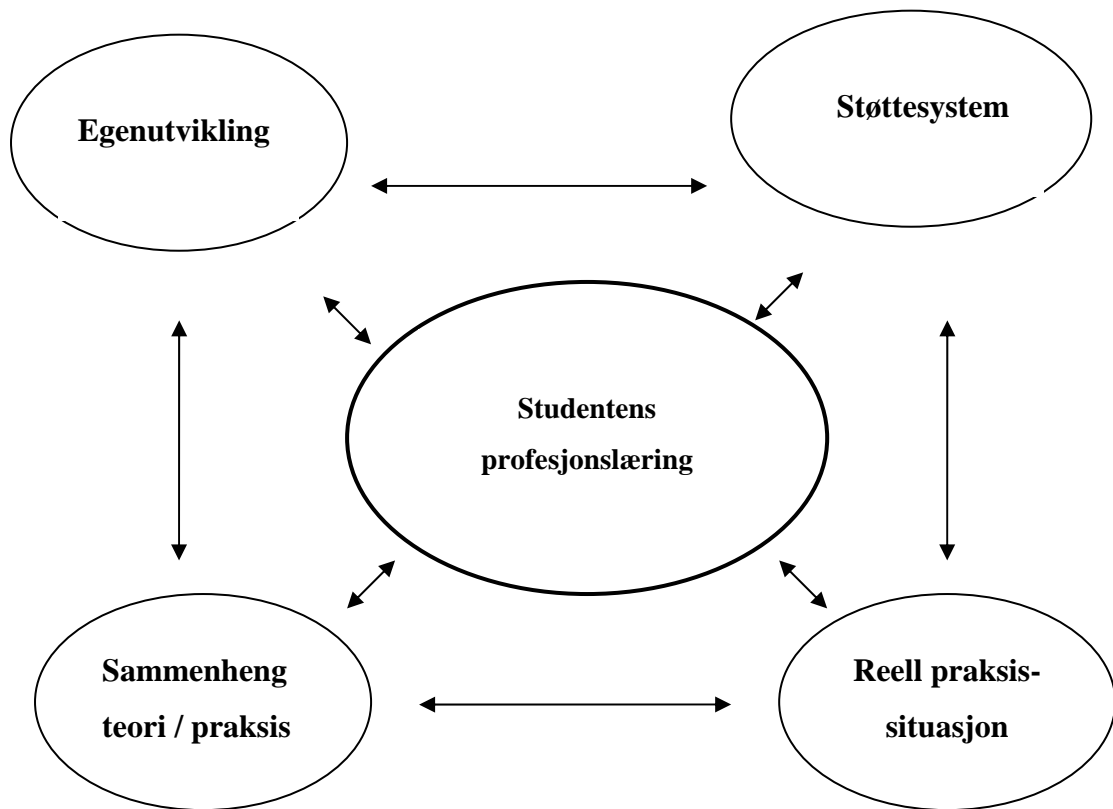 Egenutvikling
Støttesystem
Studentens
profesjonslæring
Sammenheng
teori / praksis
Reell praksis-
situasjon